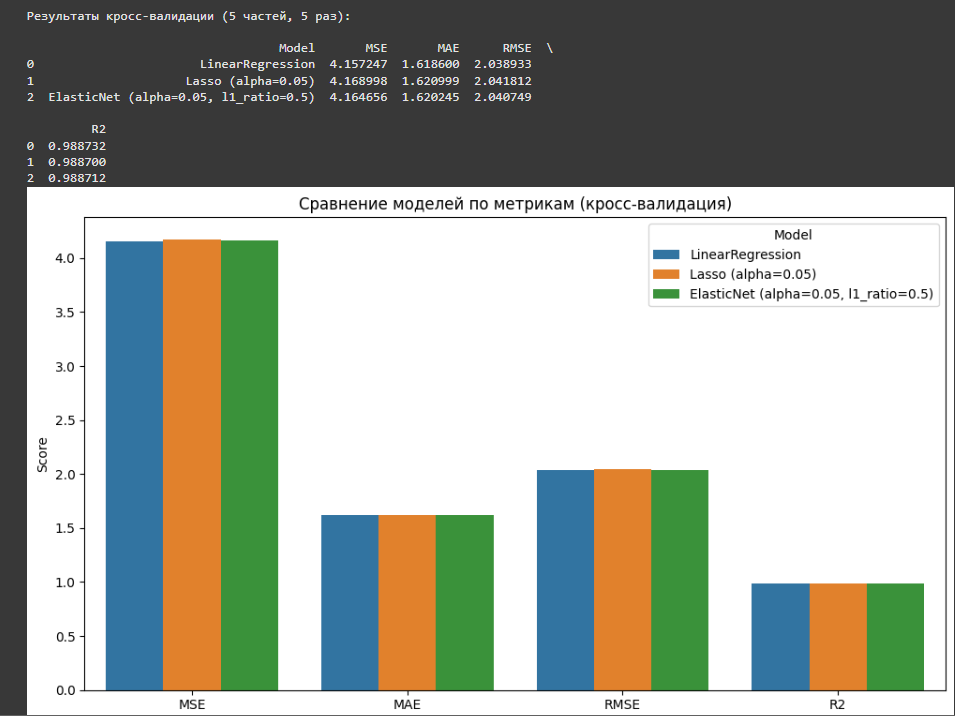 Результаты кросс-валидации (5 частей, 5 раз):
Model MSE MAE RMSE \
0 LinearRegression 4.157247 1.618600 2.038933
1 Lasso (alpha=0.05) 4.168998 1.620999 2.041812
2 ElasticNet (alpha=0.05, l1_ratio=0.5) 4.164656 1.620245 2.040749
R2
0 0.988732
1 0.988700
2 0.988712
Сравнение моделей по метрикам (кросс-валидация)
Model
LinearRegression
Lasso (alpha=0.05)
ElasticNet (alpha=0.05, l1_ratio=0.5)
Score
4.0
3.5
3.0
2.5
2.0
1.5
1.0
0.5
0.0
MSE MAE RMSE R2